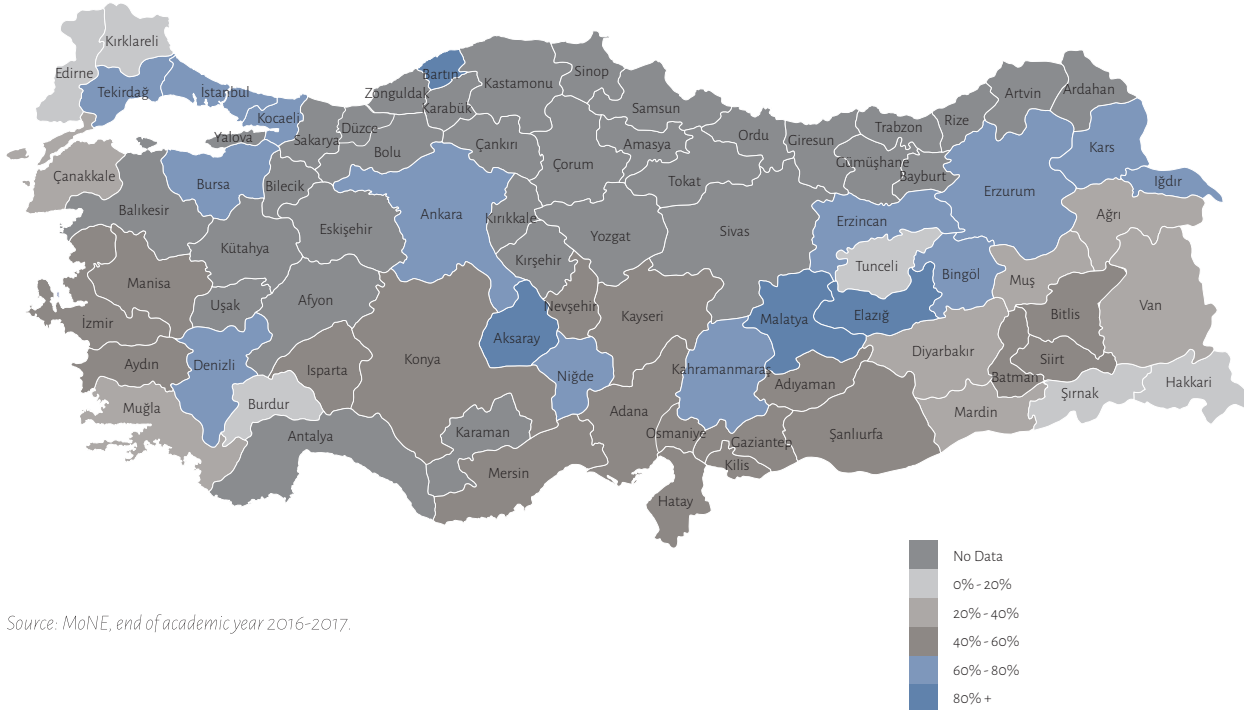 Kırklareli
Edirne
Tekirdağ
İstanbul
Kocaeli
Yalova
Sakarya
Düzce
Zonguldak
Bartın
Karabük
Kastamonu
Sinop
Samsun
Bolu
Çankırı
Çorum
Amasya
Tokat
Ordu
Giresun
Trabzon
Gümüşhane
Bayburt
Rize
Artvin
Ardahan
Kars
Iğdır
Erzurum
Erzincan
Ağrı
Çanakkale
Balıkesir
Bursa
Bilecik
Kütahya
Eskişehir
Ankara
Kırıkkale
Kırşehir
Yozgat
Sivas
Tunceli
Bingöl
Muş
Van
Bitlis
Manisa
Uşak
Afyon
İzmir
Aydın
Denizli
Isparta
Konya
Aksaray
Nevşehir
Kayseri
Malatya
Elazığ
Diyarbakır
Batman
Siirt
Şırnak
Hakkari
Muğla
Burdur
Antalya
Karaman
Niğde
Mersin
Adana
Kahramanmaraş
Osmaniye
Adıyaman
Gaziantep
Kilis
Hatay
Şanlıurfa
Mardin
No Data
0% - 20%
20% - 40%
40% - 60%
60% - 80%
80% +
Source: MoNE, end of academic year 2016-2017.